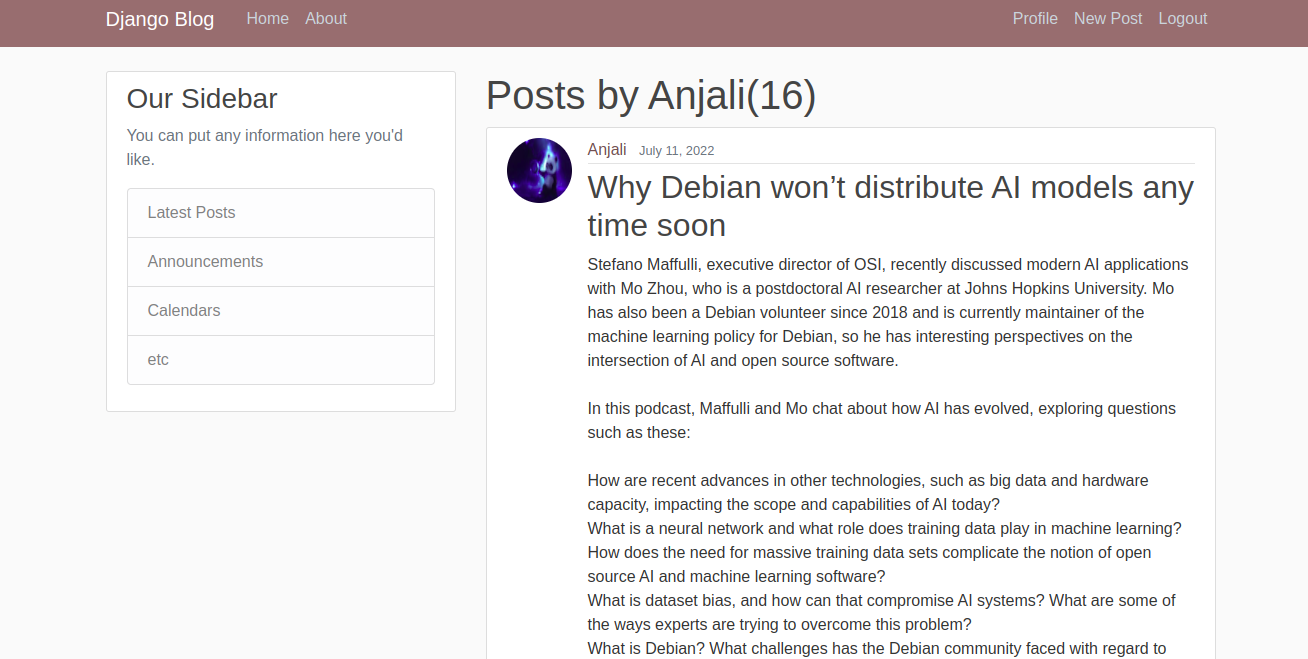 Django Blog Home About Profile New Post Logout
Our Sidebar
You can put any information here you'd
like.
Latest Posts
Announcements
Calendars
etc
Posts by Anjali(16)
Anjali July 11, 2022
Why Debian won’t distribute AI models any
time soon
Stefano Maffulli, executive director of OSI, recently discussed modern AI applications
with Mo Zhou, who is a postdoctoral AI researcher at Johns Hopkins University. Mo
has also been a Debian volunteer since 2018 and is currently maintainer of the
machine learning policy for Debian, so he has interesting perspectives on the
intersection of AI and open source software.
In this podcast, Maffulli and Mo chat about how AI has evolved, exploring questions
such as these:
How are recent advances in other technologies, such as big data and hardware
capacity, impacting the scope and capabilities of AI today?
What is a neural network and what role does training data play in machine learning?
How does the need for massive training data sets complicate the notion of open
source AI and machine learning software?
What is dataset bias, and how can that compromise AI systems? What are some of
the ways experts are trying to overcome this problem?
What is Debian? What challenges has the Debian community faced with regard to